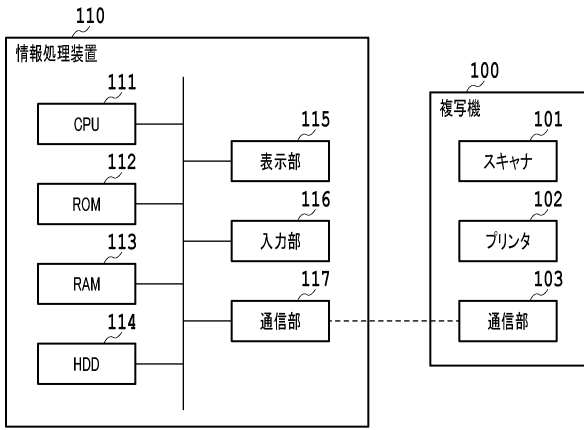 110
情報処理装置
111
CPU
112
ROM
113
RAM
114
HDD
115
表示部
116
入力部
117
通信部
100
複写機
101
スキャナ
102
プリンタ
103
通信部